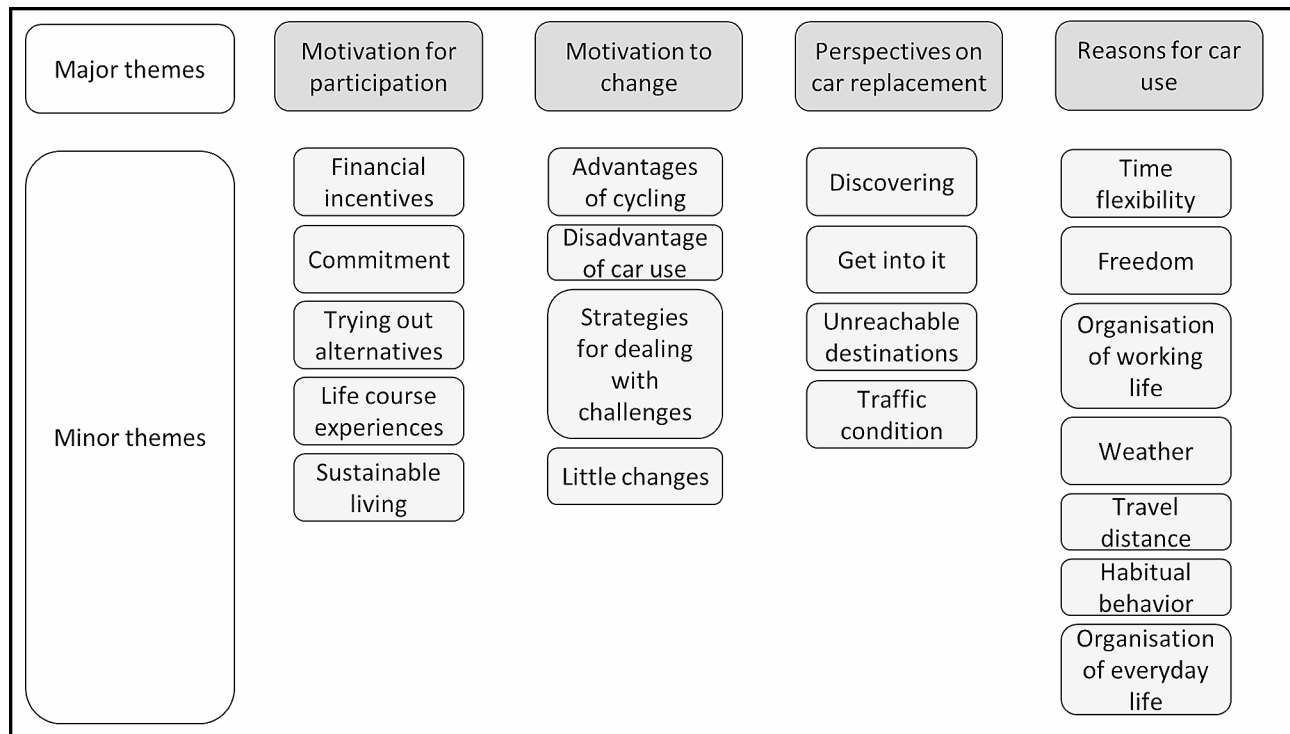 Major themes
Motivation for
participation
Motivation to
change
Perspectives on
car replacement
Reasons for car
use
Minor themes
Financial
incentives
Commitment
Trying out
alternatives
Life course
experiences
Sustainable
living
Advantages
of cycling
Disadvantage
of car use
Strategies
for dealing
with
challenges
Little changes
Discovering
Get into it
Unreachable
destinations
Traffic
condition
Time
flexibility
Freedom
Organisation
of working
life
Weather
Travel
distance
Habitual
behavior
Organisation
of everyday
life